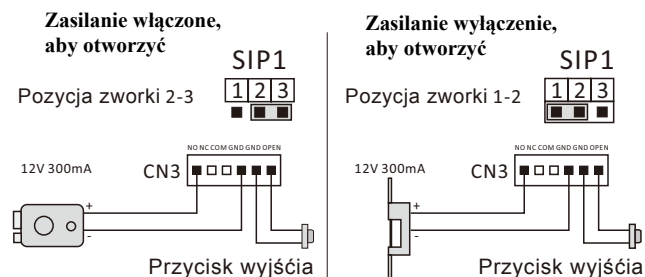 Zasilanie włączone,
aby otworzyć
SIP1
1 2 3
Pozycja zworki 2-3
NO NC COM GND GND OPEN
12V 300mA
CN3
+
-
Przycisk wyjśćia
Zasilanie wyłączenie,
aby otworzyć
SIP1
1 2 3
Pozycja zworki 1-2
NO NC COM GND GND OPEN
12V 300mA
CN3
+
-
Przycisk wyjśćia